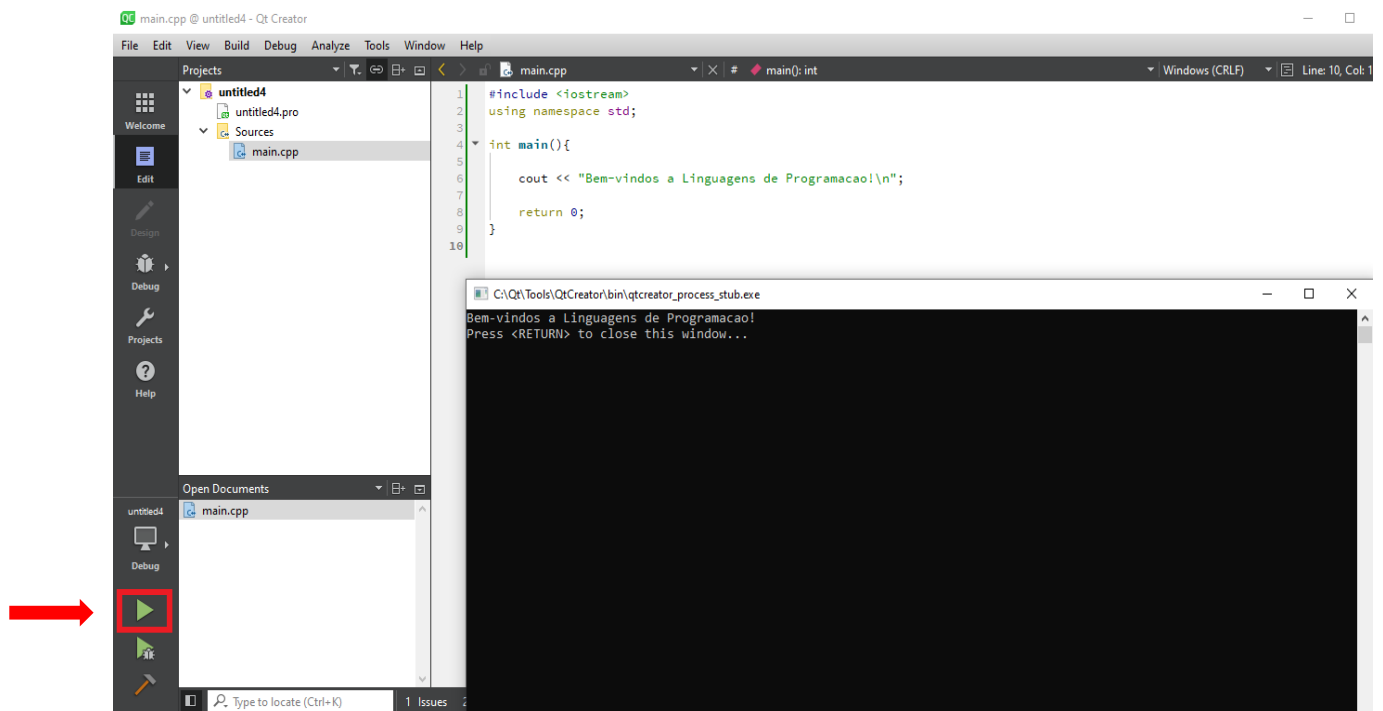 QC main.cpp @ untitled4 - Qt Creator
File Edit View Build Debug Analyze Tools Window Help
Projects
main.cpp
# main(): int
Windows (CRLF)
Line: 10, Col: 1
Welcome
Edit
Design
Debug
Projects
Help
untitled4
Debug
untitled4
untitled4.pro
Sources
main.cpp
Open Documents
main.cpp
1 #include <iostream>
2 using namespace std;
3
4 int main(){
5
6 cout << "Bem-vindos a Linguagens de Programacao!\n";
7
8 return 0;
9 }
10
C:\Qt\Tools\QtCreator\bin\qtcreator_process_stub.exe
Bem-vindos a Linguagens de Programacao!
Press <RETURN> to close this window...
Type to locate (Ctrl+K)
1 Issues